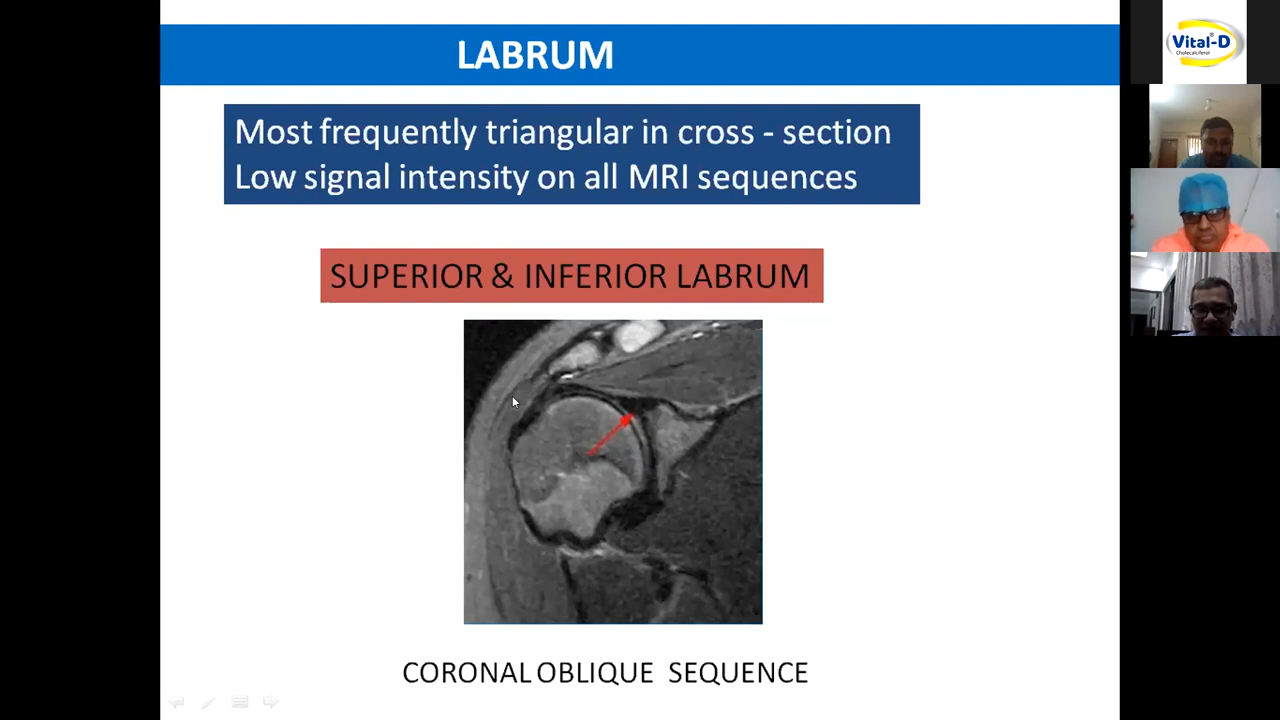 LABRUM
Most frequently triangular in cross - section
Low signal intensity on all MRI sequences
SUPERIOR & INFERIOR LABRUM
CORONAL OBLIQUE SEQUENCE
Vital®-D
Cholecalciferol